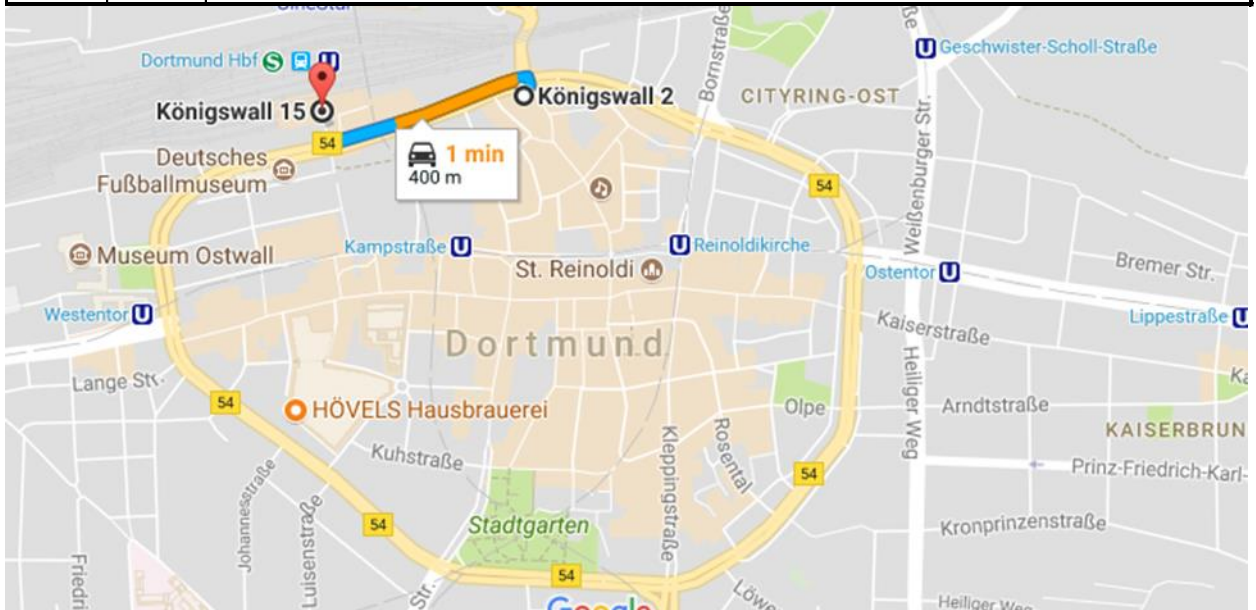 Dortmund Hbf S U
Geschwister-Scholl-Straße
Bornstraße
Königswall 15
Königswall 2
CITYRING-OST
54
1 min
400 m
Deutsches
Fußballmuseum
Weißenburger Str.
54
Museum Ostwall
Kampstraße U
U Reinoldikirche
St. Reinoldi
Ostentor U
Bremer Str.
Westentor U
Lippestraße U
Kaiserstraße
Dortmund
Lange Str.
Heiliger Weg
54
HÖVELS Hausbrauerei
Olpe
Arndtstraße
KAISERBRUN
Kuhstraße
Kleppingstraße
Rosental
54
Prinz-Friedrich-Karl-
Johannesstraße
Luisenstraße
54
Stadtgarten
Kronprinzenstraße
Friedri
Str.
54
Löwe
Google
Heiliger Weg